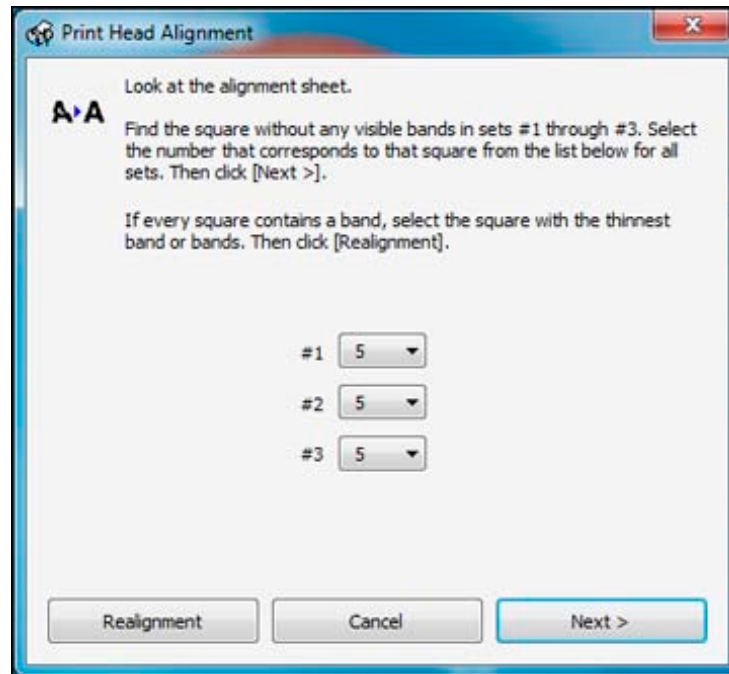 Print Head Alignment
Look at the alignment sheet.
A A
Find the square without any visible bands in sets #1 through #3. Select
the number that corresponds to that square from the list below for all
sets. Then click [Next >].
If every square contains a band, select the square with the thinnest
band or bands. Then click [Realignment].
#1 5
#2 5
#3 5
Realignment Cancel Next >